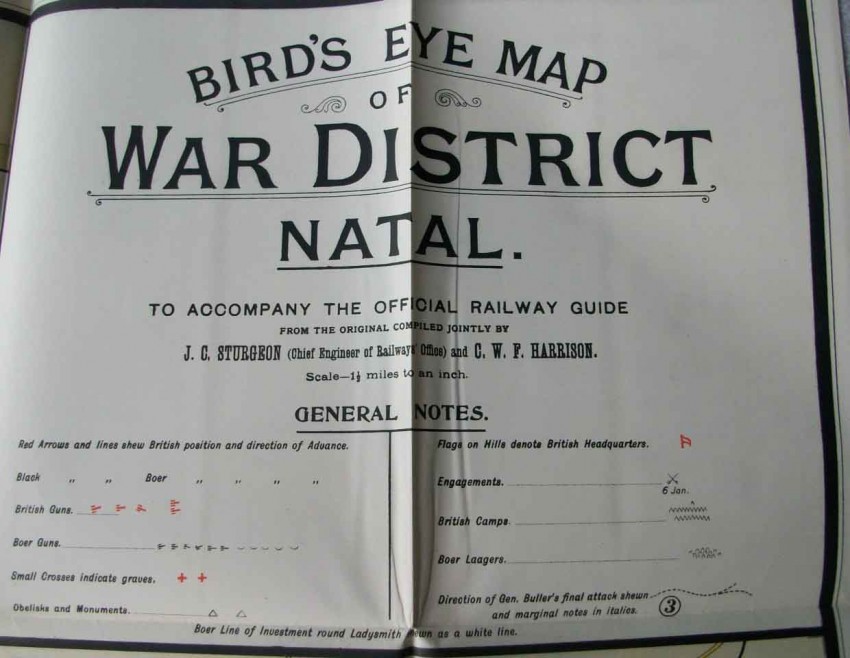 BIRD'S EYE MAP
OF
WAR DISTRICT
NATAL.
TO ACCOMPANY THE OFFICIAL RAILWAY GUIDE
FROM THE ORIGINAL COMPILED JOINTLY BY
J. C. STURGEON (Chief Engineer of Railways' Office) and C. W. F. HARRISON.
Scale—1½ miles to an inch.
GENERAL NOTES.
Red Arrows and lines shew British position and direction of Advance.
Black " " Boer " " " "
British Guns.
Boer Guns.
Small Crosses indicate graves.
Obelisks and Monuments.
Flags on Hills denote British Headquarters.
Engagements.
6 Jan.
British Camps.
Boer Laagers.
Direction of Gen. Buller's final attack shewn
and marginal notes in italics.
3
Boer Line of Investment round Ladysmith as a white line.